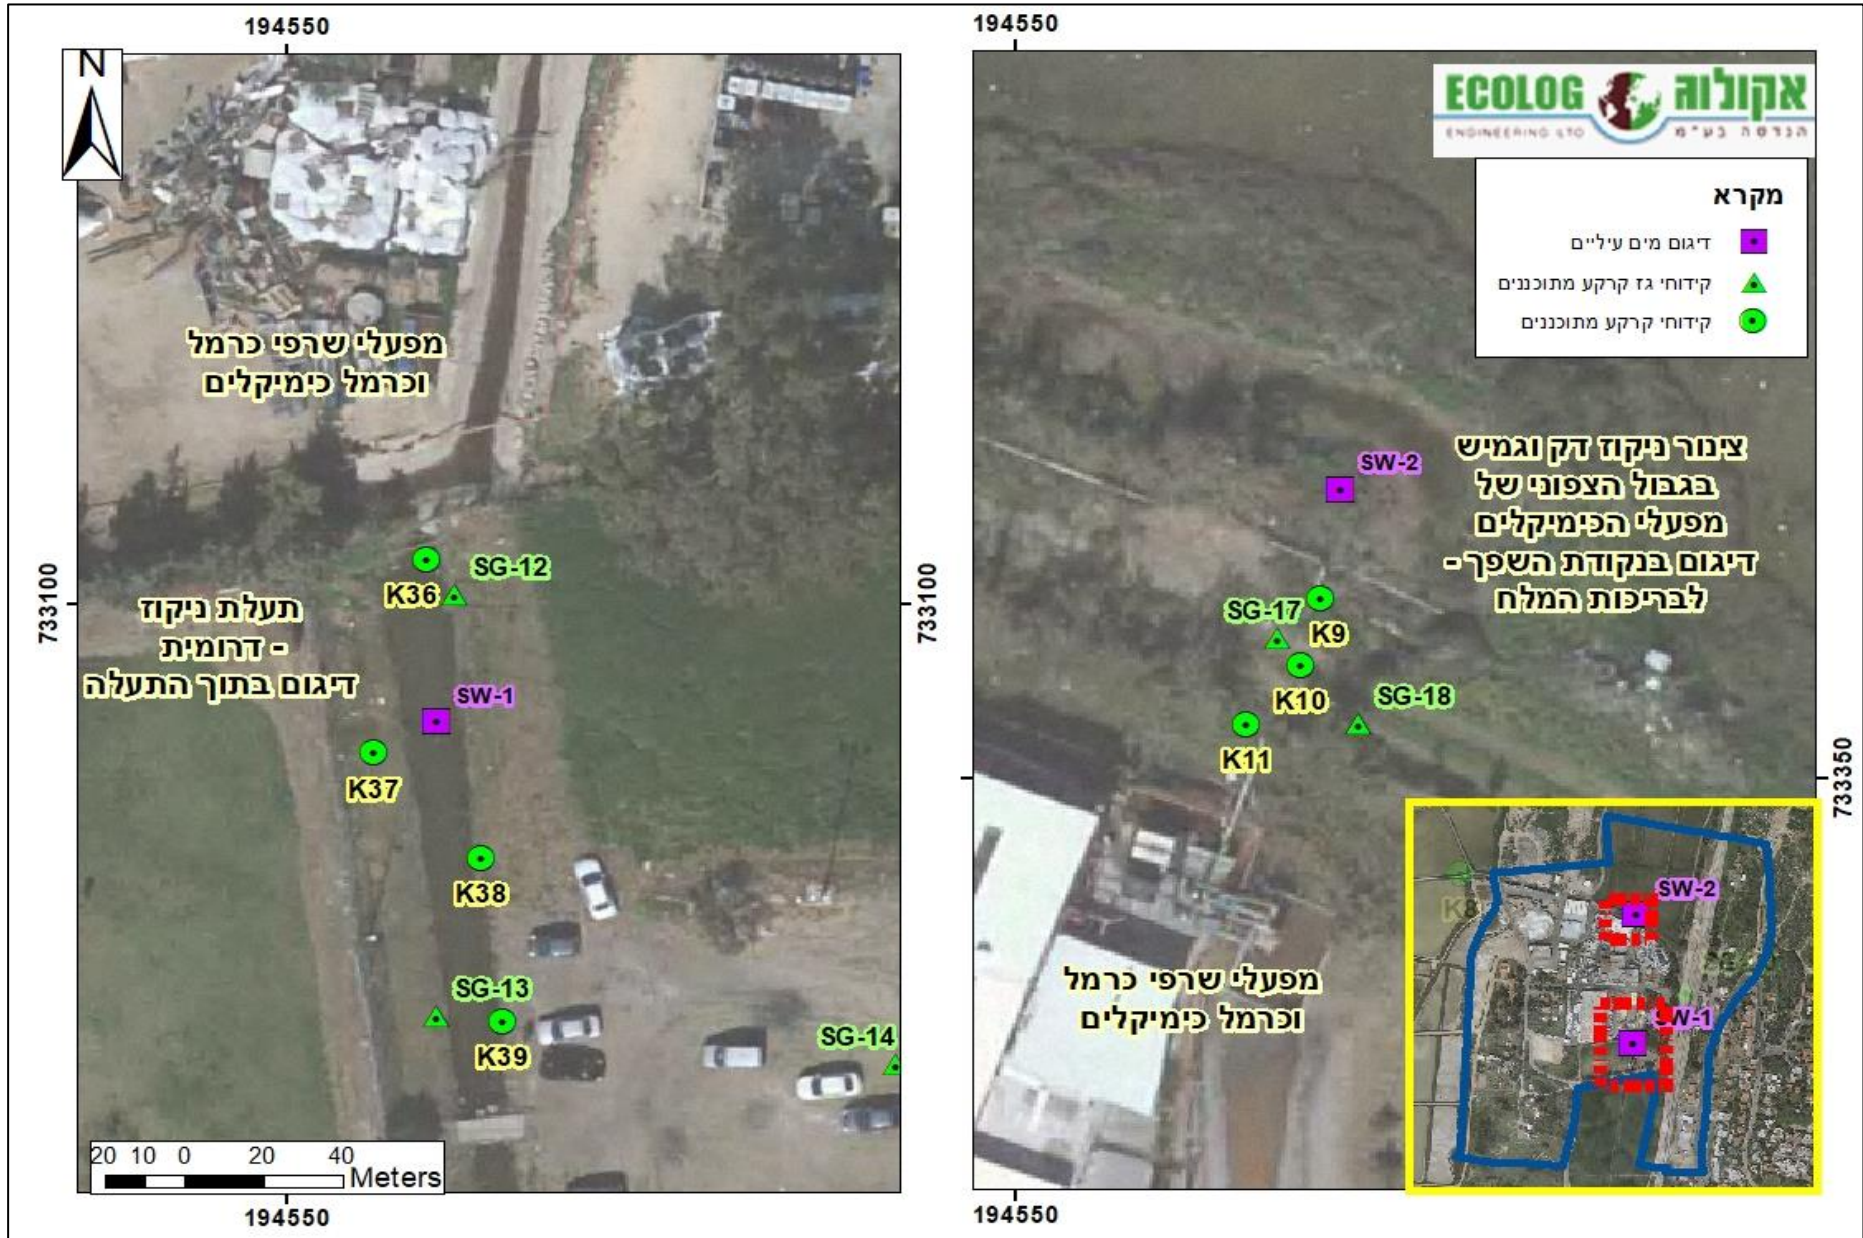 194550
194550
N
ECOLOG
ENGINEERING LTD
אקולוג
הנדסה בע"מ
מקרא
דיגום מים עיליים
קידוחי גז קרקע מתוכננים
קידוחי קרקע מתוכננים
מפעלי שרפי כרמל
וכרמל כימיקלים
צינור ניקוז דק וגמיש
בגבול הצפוני של
מפעלי הכימיקלים
דיגום בנקודת השפך -
לבריכות המלח
SW-2
K36
SG-12
733100
733100
תעלת ניקוז
דרומית -
דיגום בתוך התעלה
SW-1
K37
K38
SG-13
K39
SG-14
SG-17
K9
K10
SG-18
K11
733350
מפעלי שרפי כרמל
וכרמל כימיקלים
K8
SW-2
SW-1
20 10 0 20 40
Meters
194550
194550